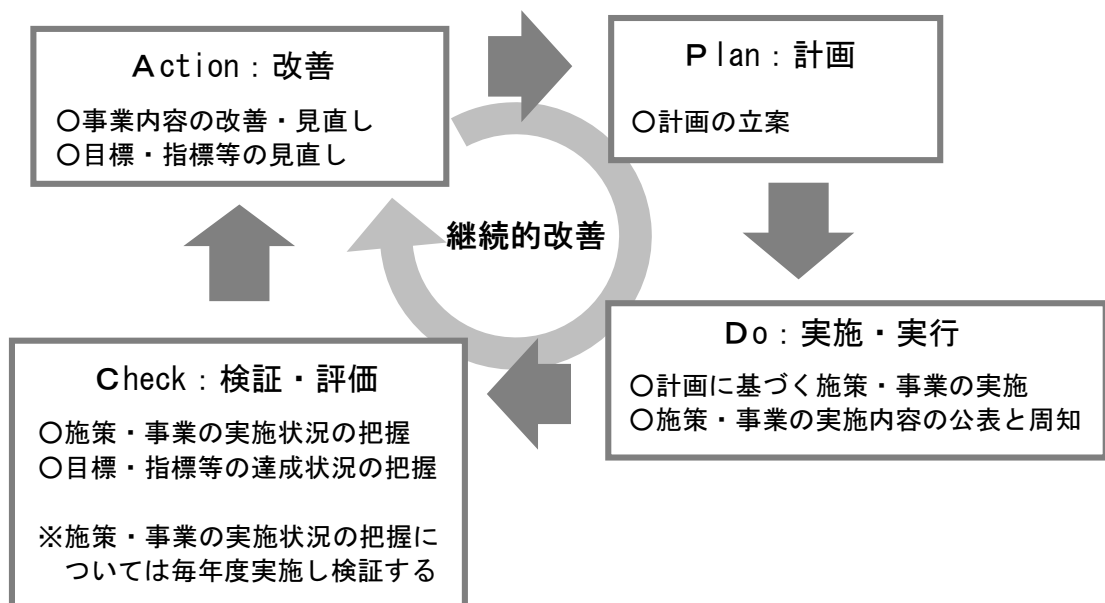 Action：改善
○事業内容の改善・見直し
○目標・指標等の見直し
Plan：計画
○計画の立案
継続的改善
Do：実施・実行
○計画に基づく施策・事業の実施
○施策・事業の実施内容の公表と周知
Check：検証・評価
○施策・事業の実施状況の把握
○目標・指標等の達成状況の把握
※施策・事業の実施状況の把握に
ついては毎年度実施し検証する